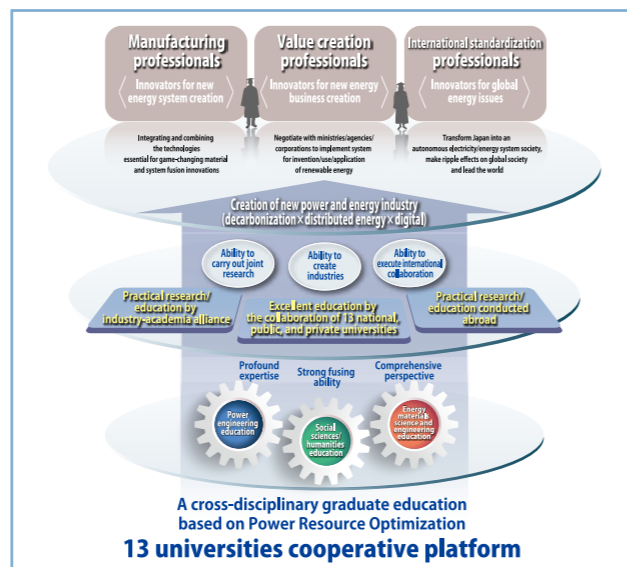 Manufacturing
professionals
Innovators for new
energy system creation
Value creation
professionals
Innovators for new energy
business creation
International standardization
professionals
Innovators for global
energy issues
Integrating and combining
the technologies
essential for game-changing material
and system fusion innovations
Negotiate with ministries/agencies/
corporations to implement system
for invention/use/application
of renewable energy
Transform Japan into an
autonomous electricity/energy system society,
make ripple effects on global society
and lead the world
Creation of new power and energy industry
(decarbonization×distributed energy×digital)
Ability to
carry out joint
research
Ability to
create
industries
Ability to
execute international
collaboration
Practical research/
education by
industry-academia alliance
Excellent education by
the collaboration of 13 national,
public, and private universities
Practical research/
education conducted
abroad
Profound
expertise
Strong fusing
ability
Comprehensive
perspective
Power
engineering
education
Social
sciences/
humanities
education
Energy
materials
science and
engineering
education
A cross-disciplinary graduate education
based on Power Resource Optimization
13 universities cooperative platform